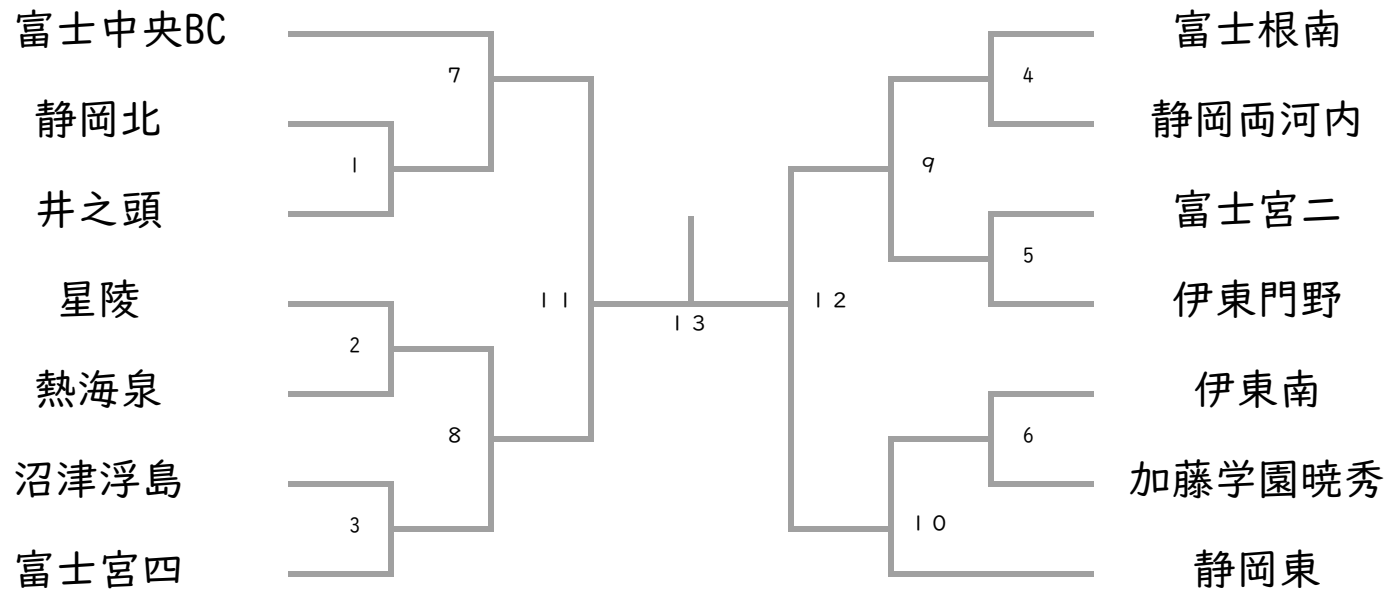 富士中央BC
静岡北
井之頭
星陵
熱海泉
沼津浮島
富士宮四
7
1
2
8
3
11
13
12
4
9
5
6
10
富士根南
静岡両河内
富士宮二
伊東門野
伊東南
加藤学園暁秀
静岡東